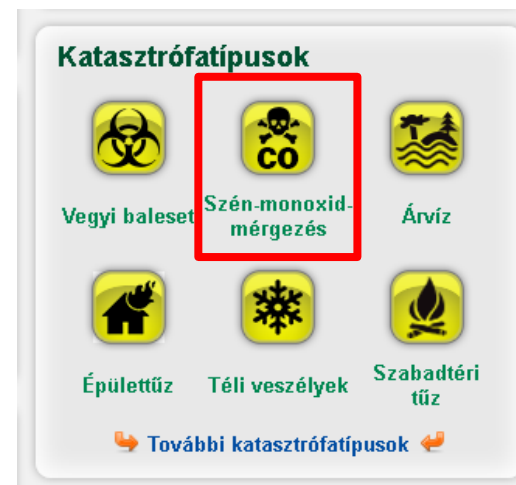 Katasztrófatípusok
CO
Vegyi baleset
Szén-monoxid-
mérgezés
Árvíz
Épülettűz
Téli veszélyek
Szabadtéri
tűz
További katasztrófatípusok